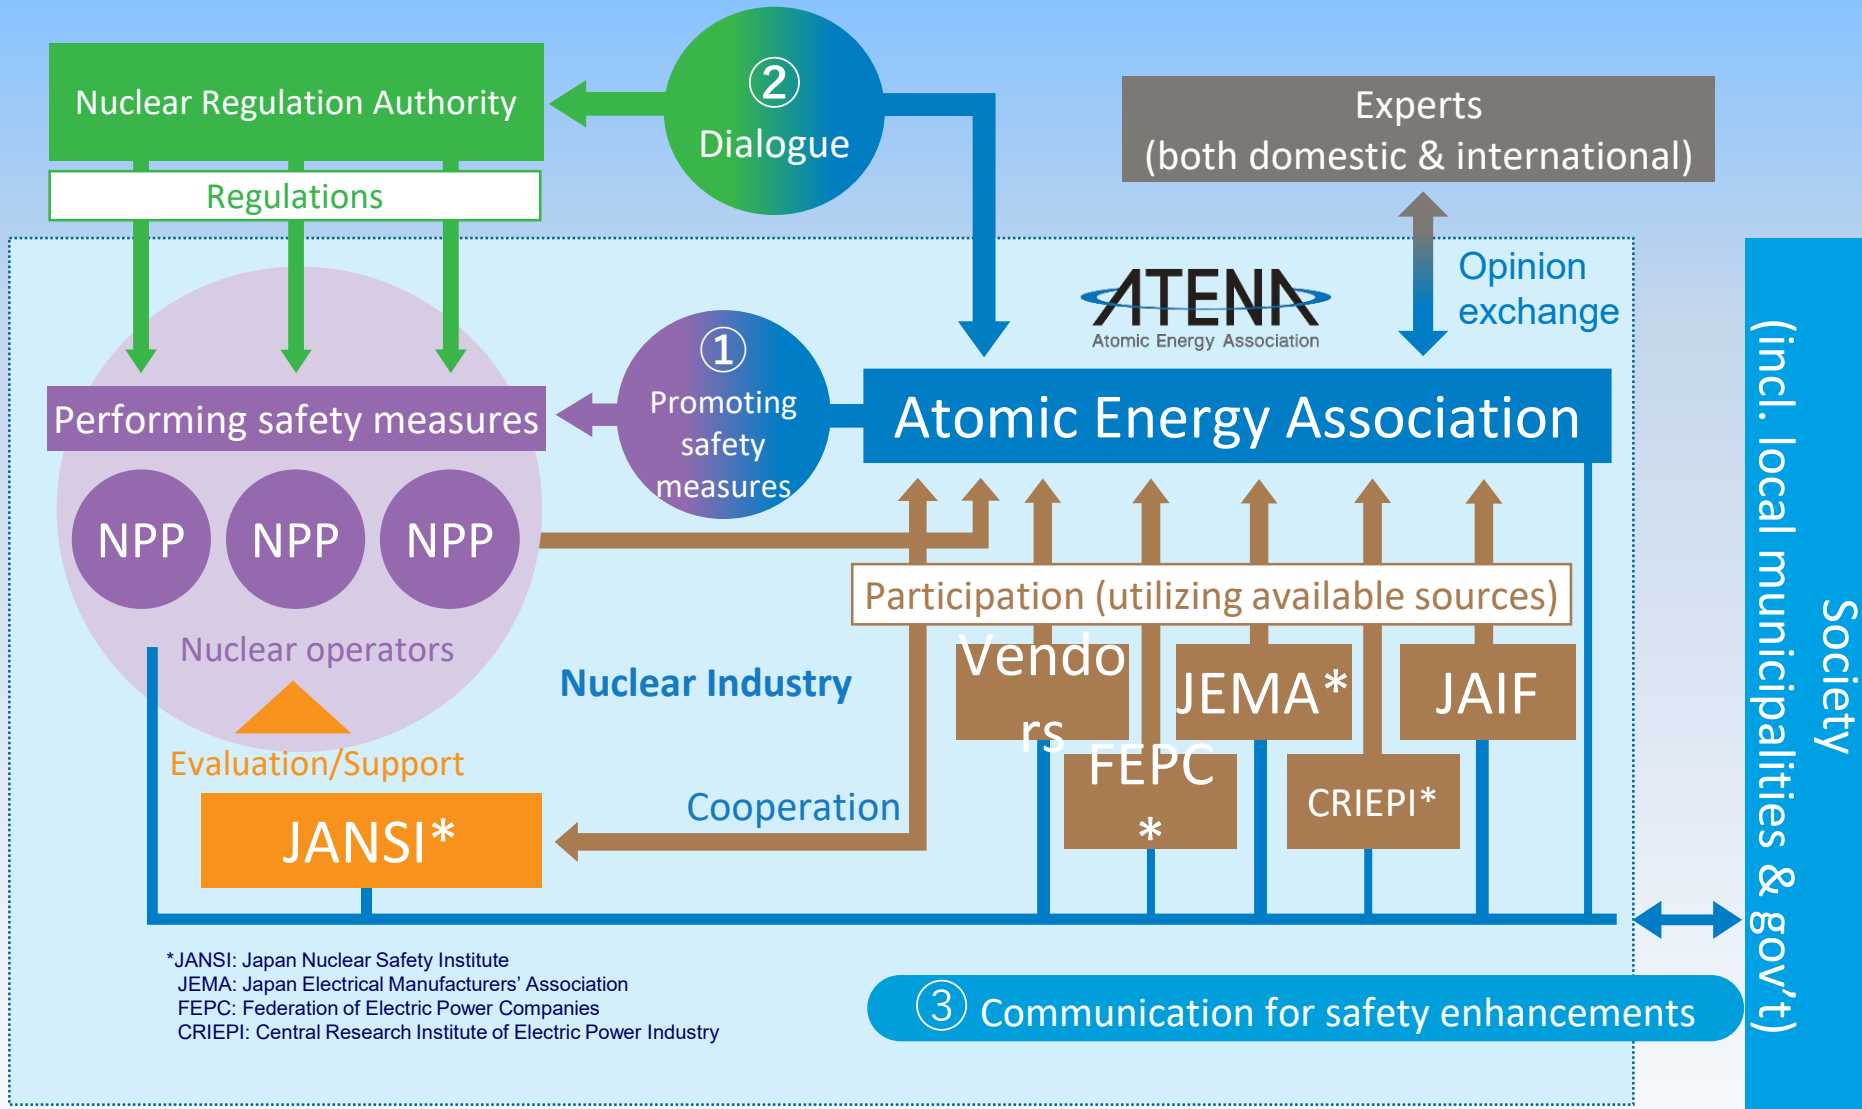 Nuclear Regulation Authority
②
Dialogue
Experts
(both domestic & international)
Regulations
ATENA
Atomic Energy Association
Opinion
exchange
①
Promoting
safety
measures
Performing safety measures
Atomic Energy Association
NPP
NPP
NPP
Nuclear operators
Participation (utilizing available sources)
Nuclear Industry
Vendo
rs
JEMA*
JAIF
FEPC
*
CRIEPI*
Evaluation/Support
JANSI*
Cooperation
Society
(incl. local municipalities & gov’t)
*JANSI: Japan Nuclear Safety Institute
JEMA: Japan Electrical Manufacturers’ Association
FEPC: Federation of Electric Power Companies
CRIEPI: Central Research Institute of Electric Power Industry
③ Communication for safety enhancements